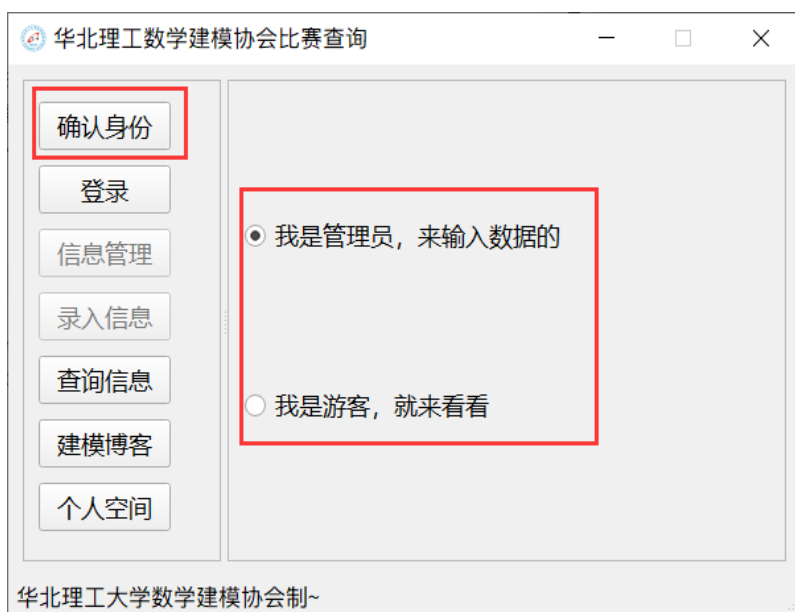 华北理工数学建模协会比赛查询
确认身份
登录
信息管理
录入信息
查询信息
建模博客
个人空间
我是管理员，来输入数据的
我是游客，就来看看
华北理工大学数学建模协会制~